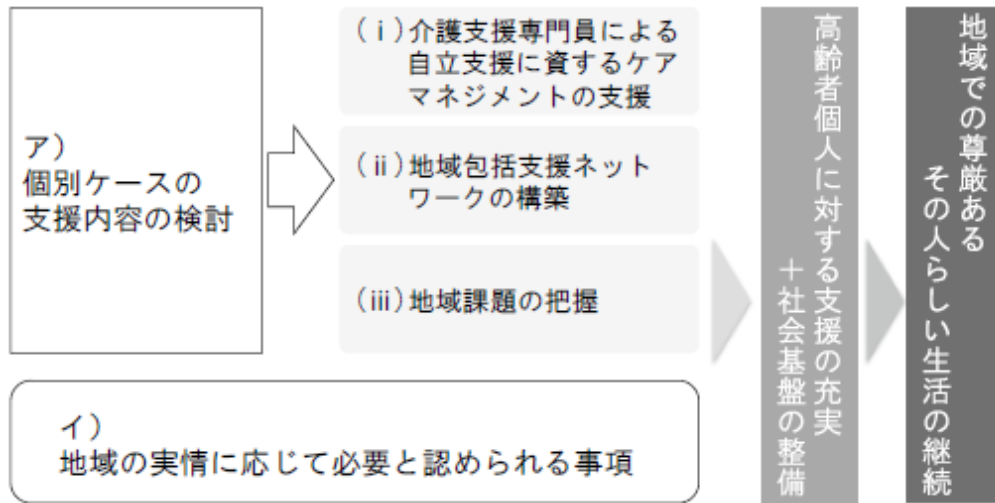 ア）
個別ケースの
支援内容の検討
（ⅰ）介護支援専門員による
自立支援に資するケア
マネジメントの支援
（ⅱ）地域包括支援ネット
ワークの構築
（ⅲ）地域課題の把握
イ）
地域の実情に応じて必要と認められる事項
高齢者個人に対する支援の充実
＋社会基盤の整備
地域での尊厳ある
その人らしい生活の継続